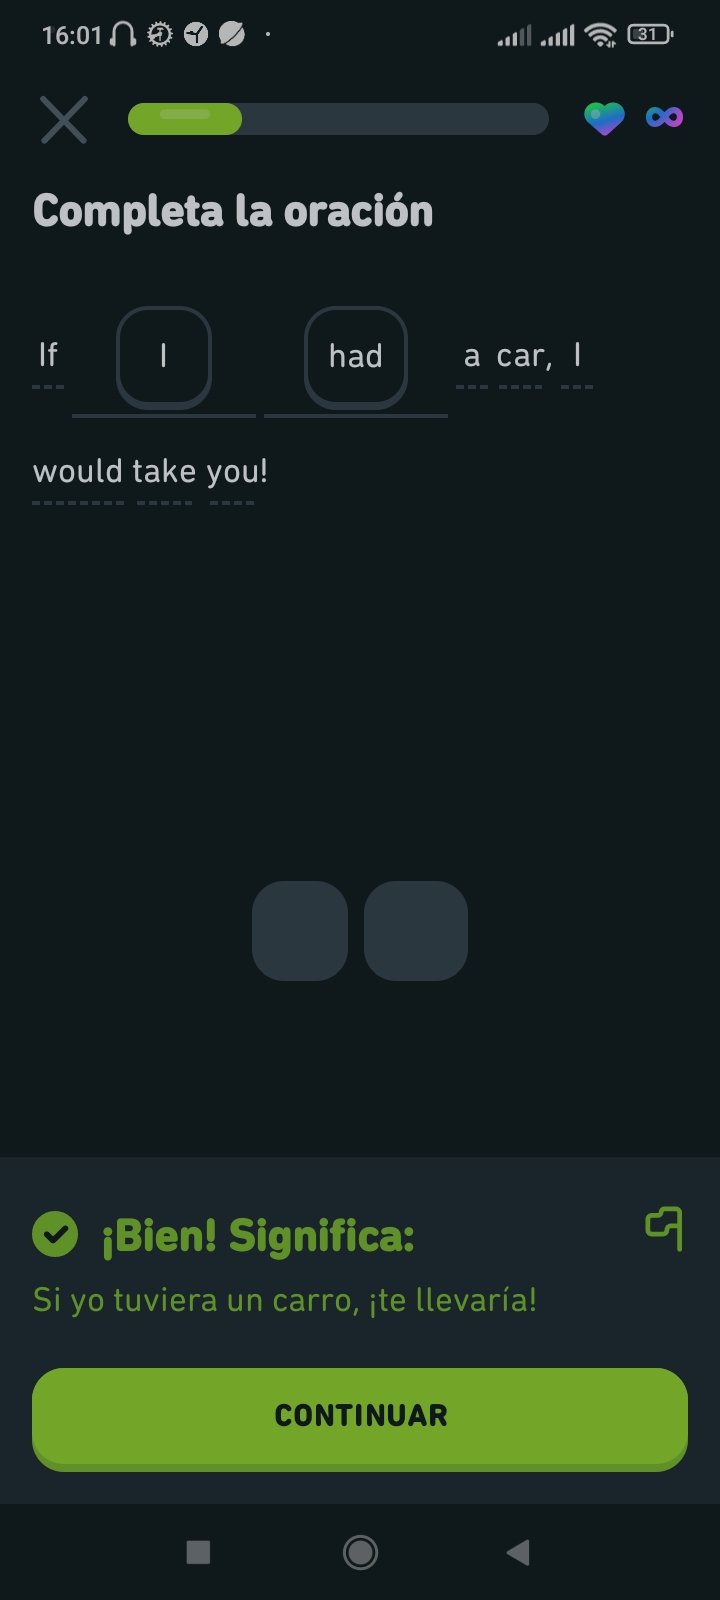 16:01
31
Completa la oración
If I had a car, I
would take you!
¡Bien! Significa:
Si yo tuviera un carro, ¡te llevaría!
CONTINUAR